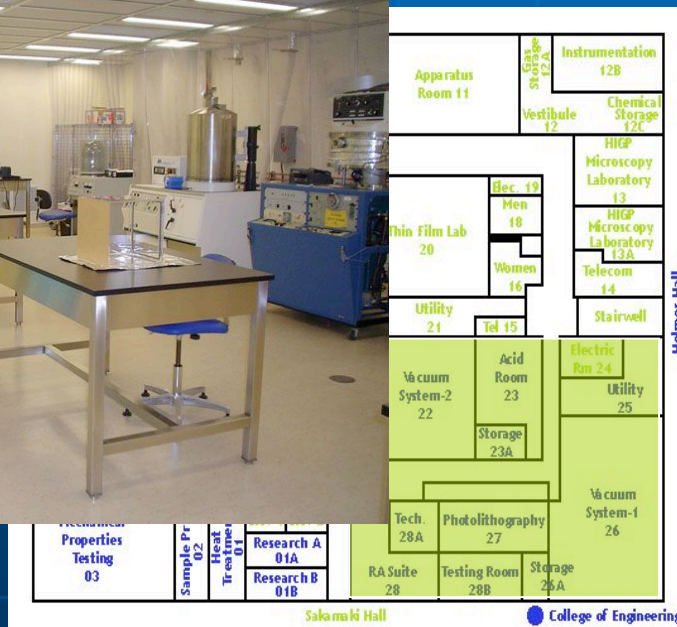 Apparatus
Room 11
Gas
Storage
12A
Instrumentation
12B
Vestibule
12
Chemical
Storage
12C
HIGP
Microscopy
Laboratory
13
Elec. 19
Men
18
Thin Film Lab
20
HIGP
Microscopy
Laboratory
13A
Women
16
Telecom
14
Utility
21
Tel 15
Stairwell
Holmes Hall
Vacuum
System-2
22
Acid
Room
23
Electric
Rm 24
Utility
25
Storage
23A
Vacuum
System-1
26
Tech.
28A
Photolithography
27
Mechanical
Properties
Testing
03
02
Heat
Treatment
01
Research A
01A
Research B
01B
RA Suite
28
Testing Room
28B
Storage
26A
Sakamaki Hall
College of Engineering